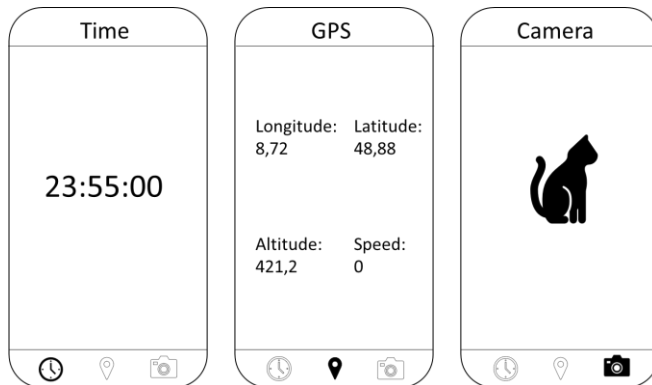 Time
23:55:00
GPS
Longitude: Latitude:
8,72 48,88
Altitude: Speed:
421,2 0
Camera